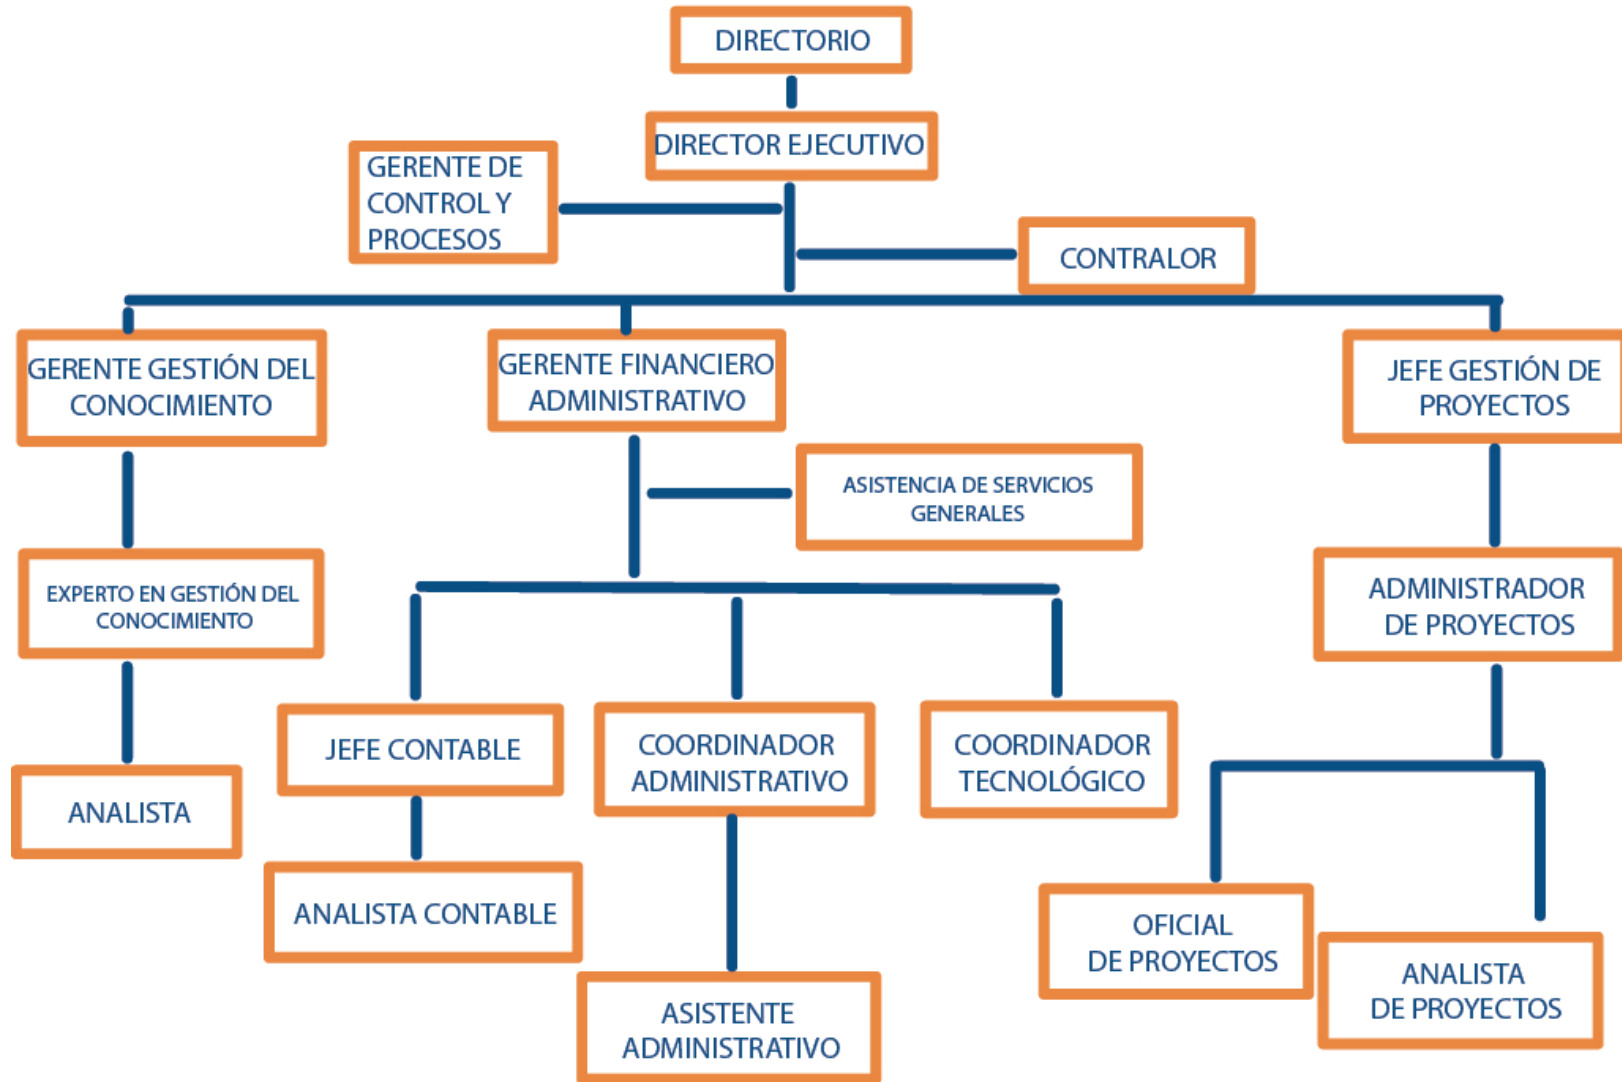 DIRECTORIO
DIRECTOR EJECUTIVO
GERENTE DE
CONTROL Y
PROCESOS
CONTRALOR
GERENTE GESTIÓN DEL
CONOCIMIENTO
GERENTE FINANCIERO
ADMINISTRATIVO
JEFE GESTIÓN DE
PROYECTOS
ASISTENCIA DE SERVICIOS
GENERALES
EXPERTO EN GESTIÓN DEL
CONOCIMIENTO
ADMINISTRADOR
DE PROYECTOS
JEFE CONTABLE
COORDINADOR
ADMINISTRATIVO
COORDINADOR
TECNOLÓGICO
ANALISTA
ANALISTA CONTABLE
OFICIAL
DE PROYECTOS
ANALISTA
DE PROYECTOS
ASISTENTE
ADMINISTRATIVO